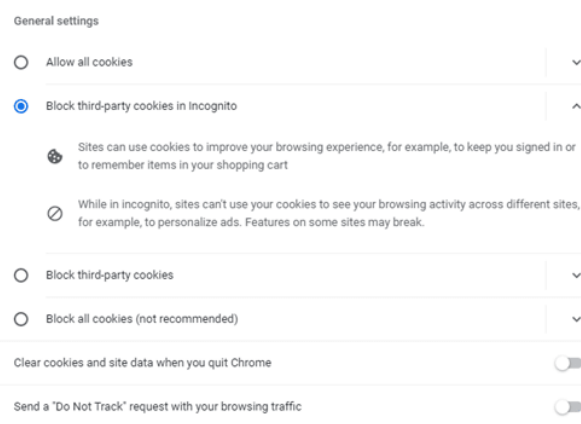 General settings
Allow all cookies
Block third-party cookies in Incognito
Sites can use cookies to improve your browsing experience, for example, to keep you signed in or
to remember items in your shopping cart
While in incognito, sites can't use your cookies to see your browsing activity across different sites,
for example, to personalize ads. Features on some sites may break.
Block third-party cookies
Block all cookies (not recommended)
Clear cookies and site data when you quit Chrome
Send a "Do Not Track" request with your browsing traffic